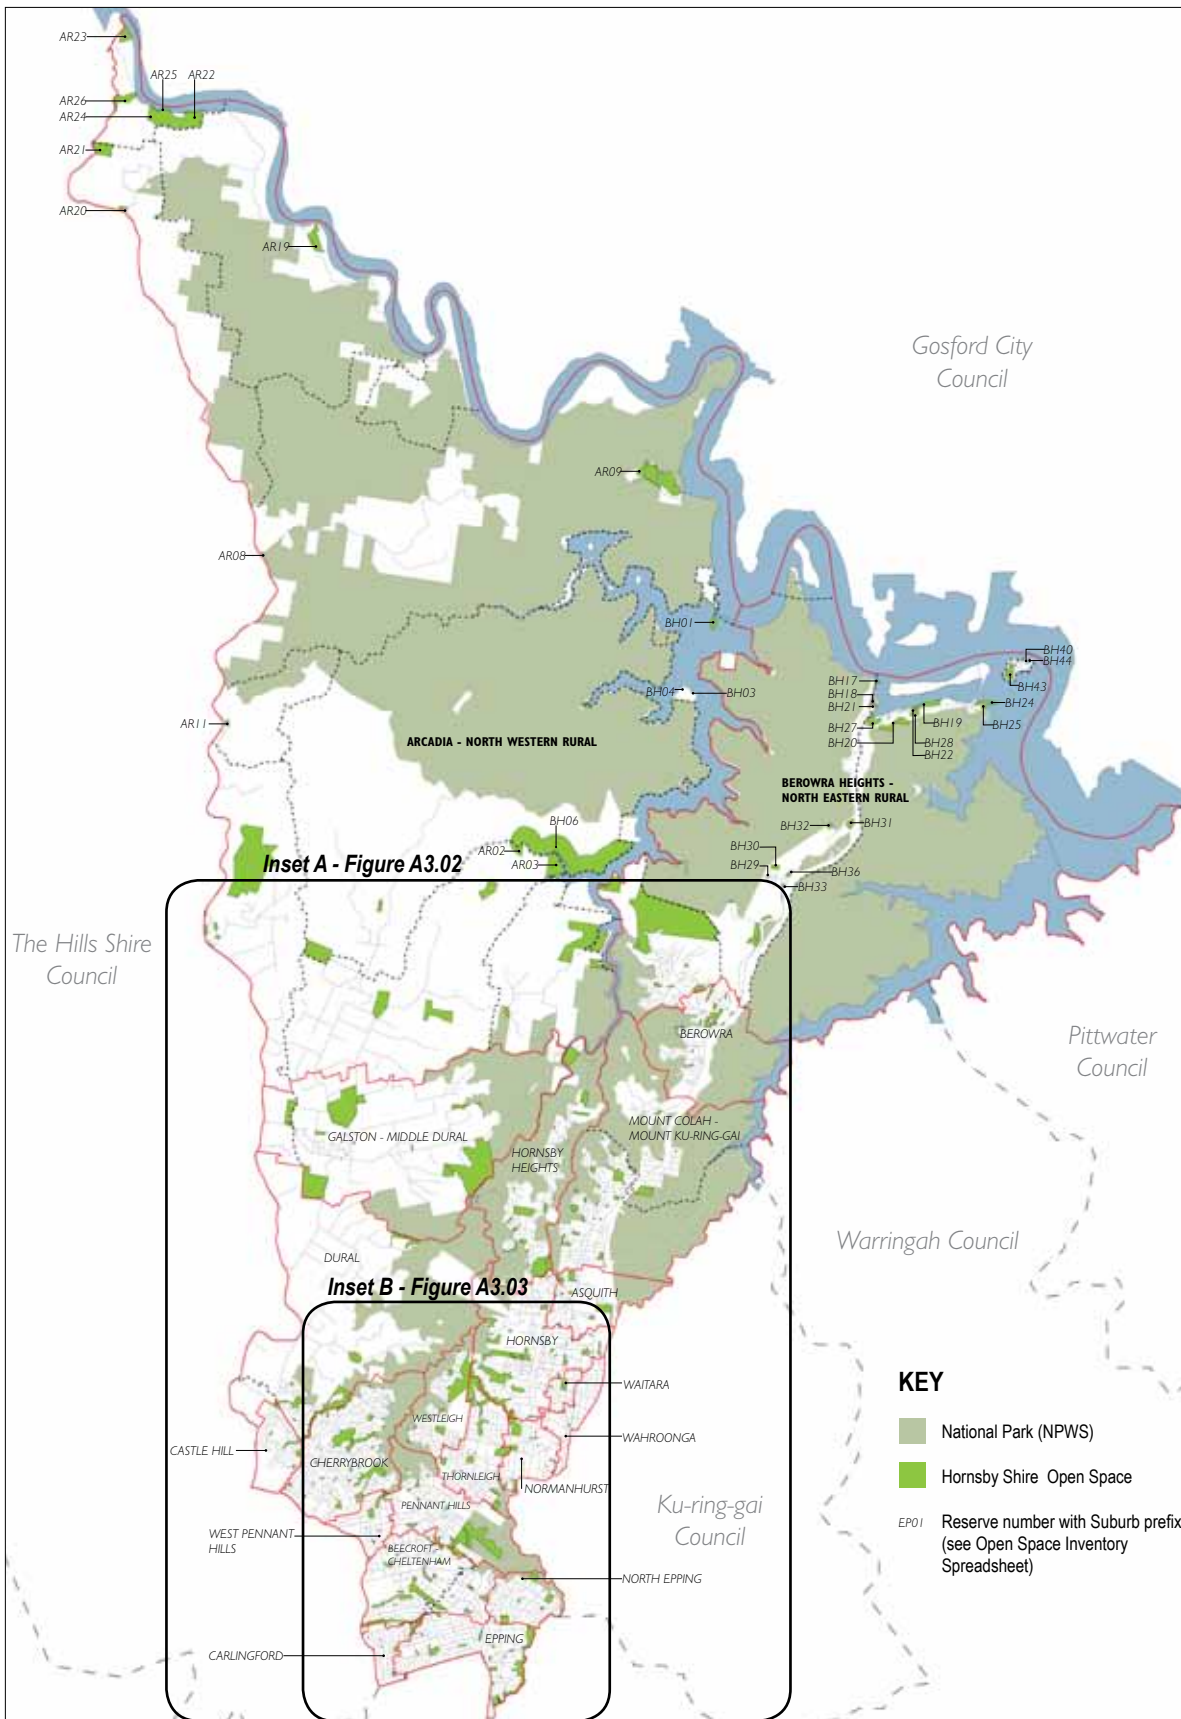 AR23
AR25 AR22
AR26
AR24
AR21
AR20
AR19
Gosford City
Council
AR09
AR08
BH01
BH40
BH44
BH17
BH04
BH03
BH18
BH43
BH21
BH24
AR11
BH27
BH19
BH25
BH20
BH28
BH22
ARCADIA - NORTH WESTERN RURAL
BEROWRA HEIGHTS -
NORTH EASTERN RURAL
BH06
BH32
BH31
AR02
BH30
AR03
BH29
BH36
BH33
Inset A - Figure A3.02
The Hills Shire
Council
BEROWRA
Pittwater
Council
MOUNT COLAH -
MOUNT KU-RING-GAI
GALSTON - MIDDLE DURAL
HORNSBY
HEIGHTS
Warringah Council
DURAL
Inset B - Figure A3.03
ASQUITH
HORNSBY
WAITARA
WESTLEIGH
WAHROONGA
CASTLE HILL
CHERRYBROOK
THORNLEIGH
NORMANHURST
PENNANT HILLS
Ku-ring-gai
Council
WEST PENNANT
HILLS
BEECROFT -
CHELTENHAM
NORTH EPPING
EPPING
CARLINGFORD
KEY
National Park (NPWS)
Hornsby Shire Open Space
EP01 Reserve number with Suburb prefix
(see Open Space Inventory
Spreadsheet)